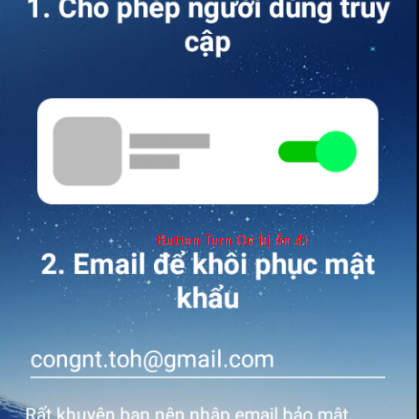 1. Cho phép người dùng truy
cập
Button Turn On bị ẩn đi
2. Email để khôi phục mật
khẩu
congnt.toh@gmail.com
Rất khuyên bạn nên nhập email bảo mật.